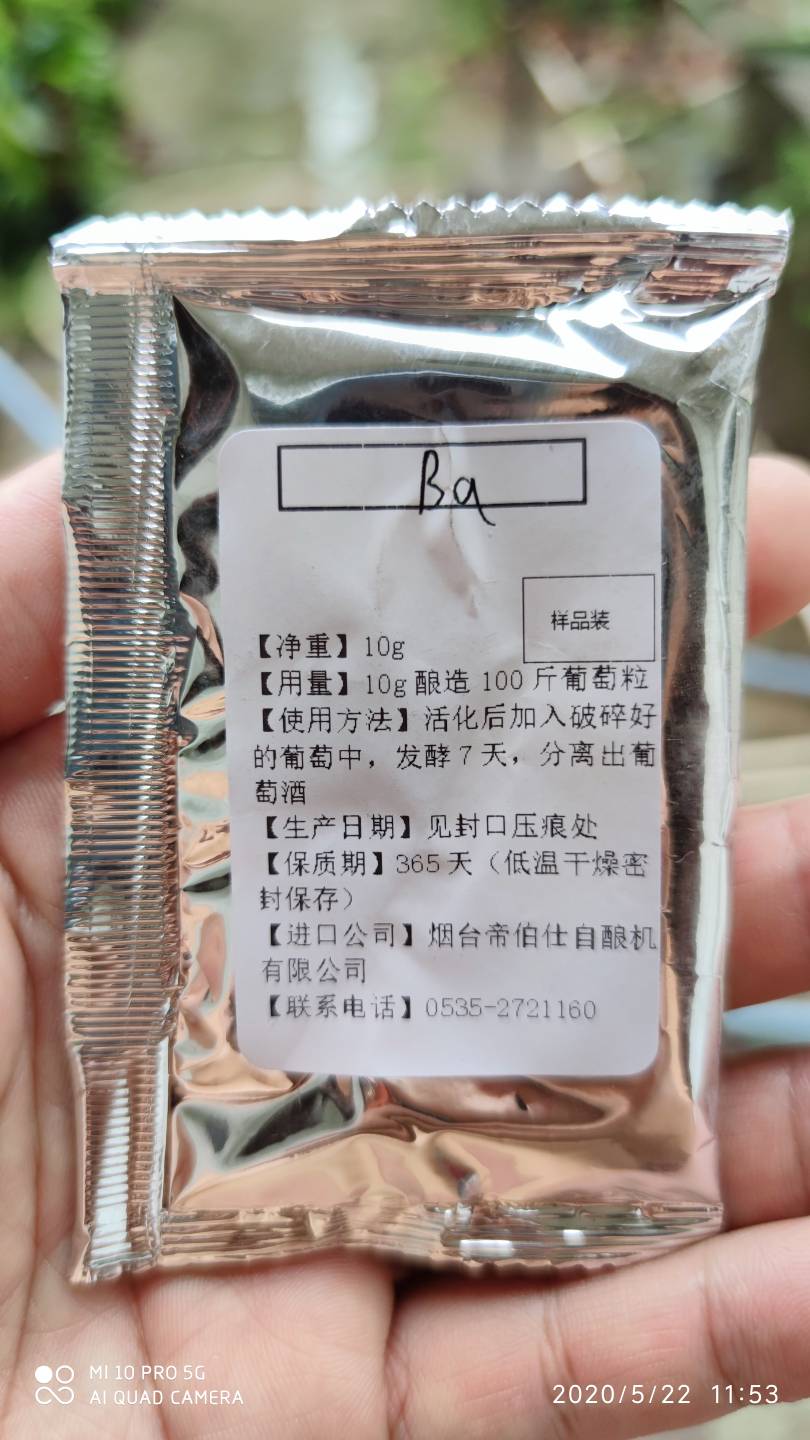 Ba
样品装
【净重】10g
【用量】10g 酿造 100 斤葡萄粒
【使用方法】活化后加入破碎好
的葡萄中，发酵 7 天，分离出葡
萄酒
【生产日期】见封口压痕处
【保质期】365 天（低温干燥密
封保存）
【进口公司】烟台帝伯仕自酿机
有限公司
【联系电话】0535-2721160
MI 10 PRO 5G
AI QUAD CAMERA
2020/5/22 11:53